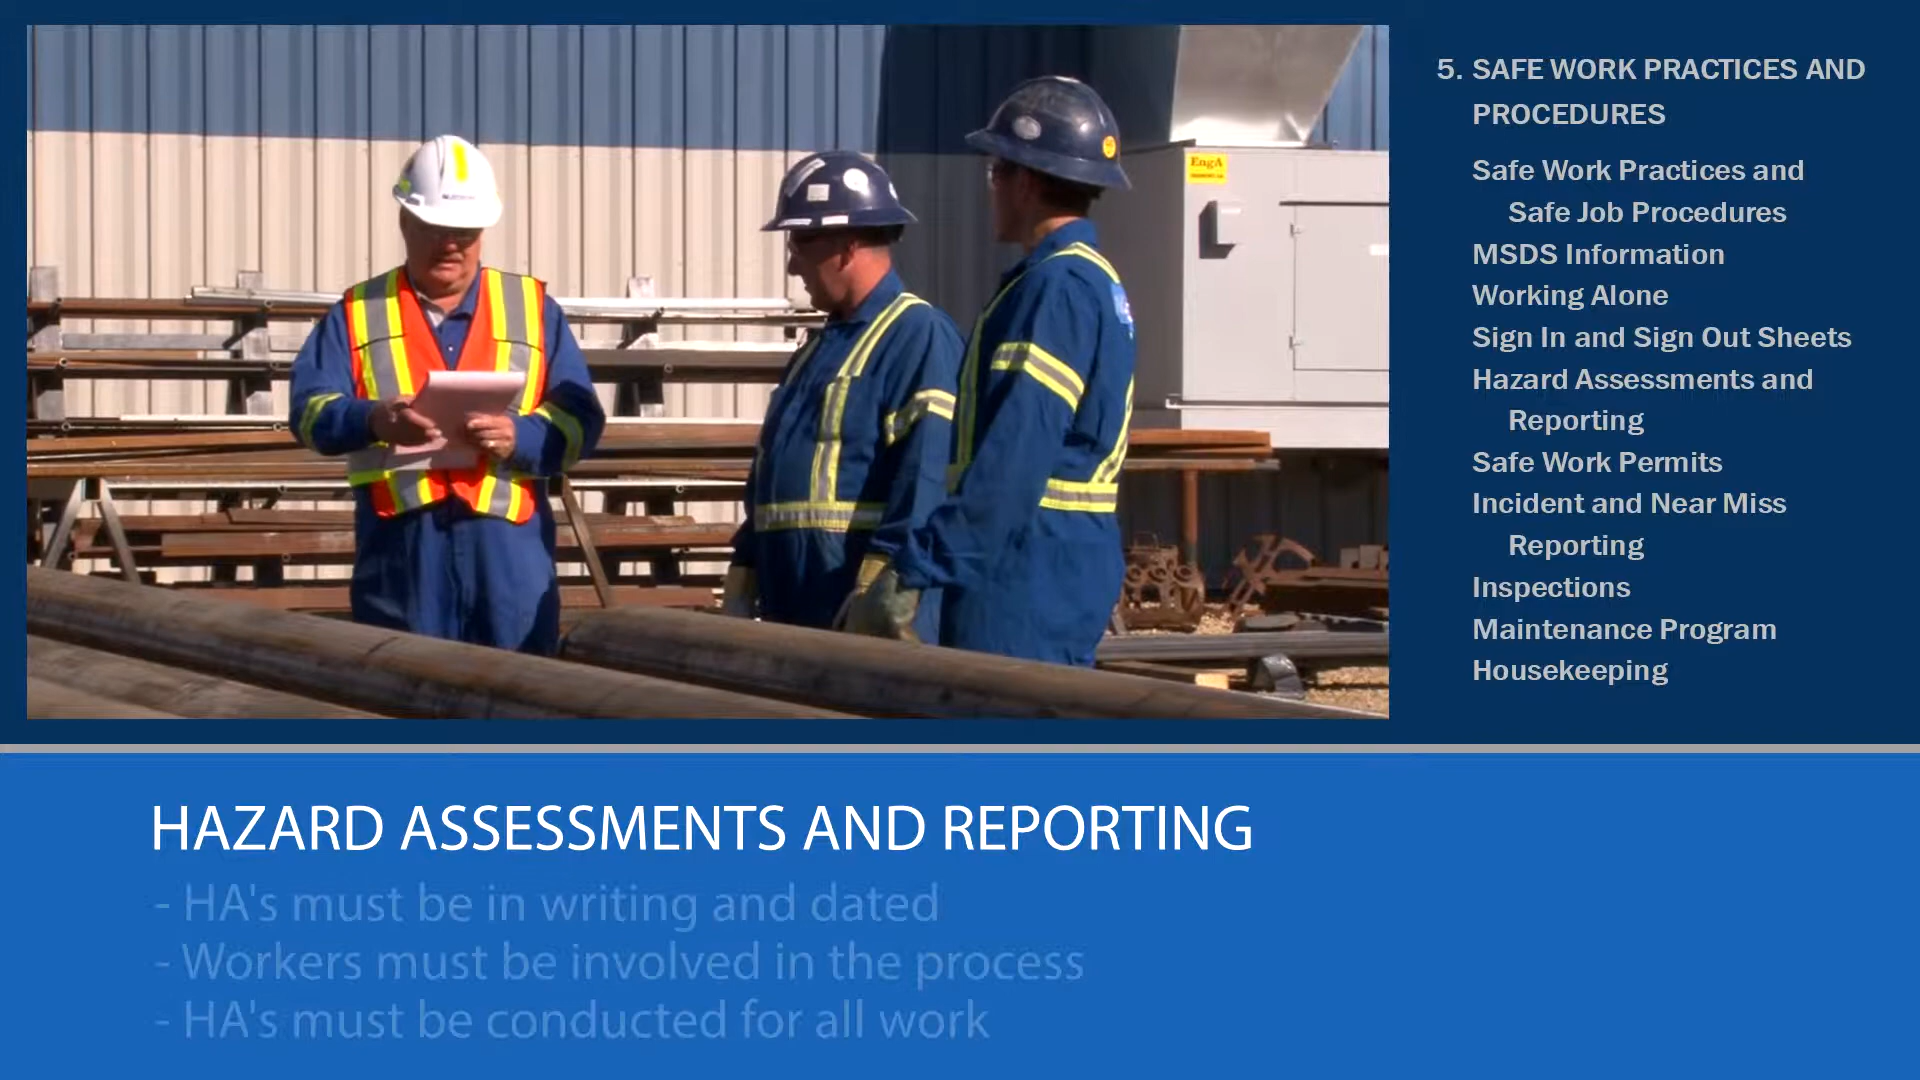 5. SAFE WORK PRACTICES AND
PROCEDURES
Safe Work Practices and
Safe Job Procedures
MSDS Information
Working Alone
Sign In and Sign Out Sheets
Hazard Assessments and
Reporting
Safe Work Permits
Incident and Near Miss
Reporting
Inspections
Maintenance Program
Housekeeping
EngA
HAZARD ASSESSMENTS AND REPORTING
- HA's must be in writing and dated
- Workers must be involved in the process
- HA's must be conducted for all work